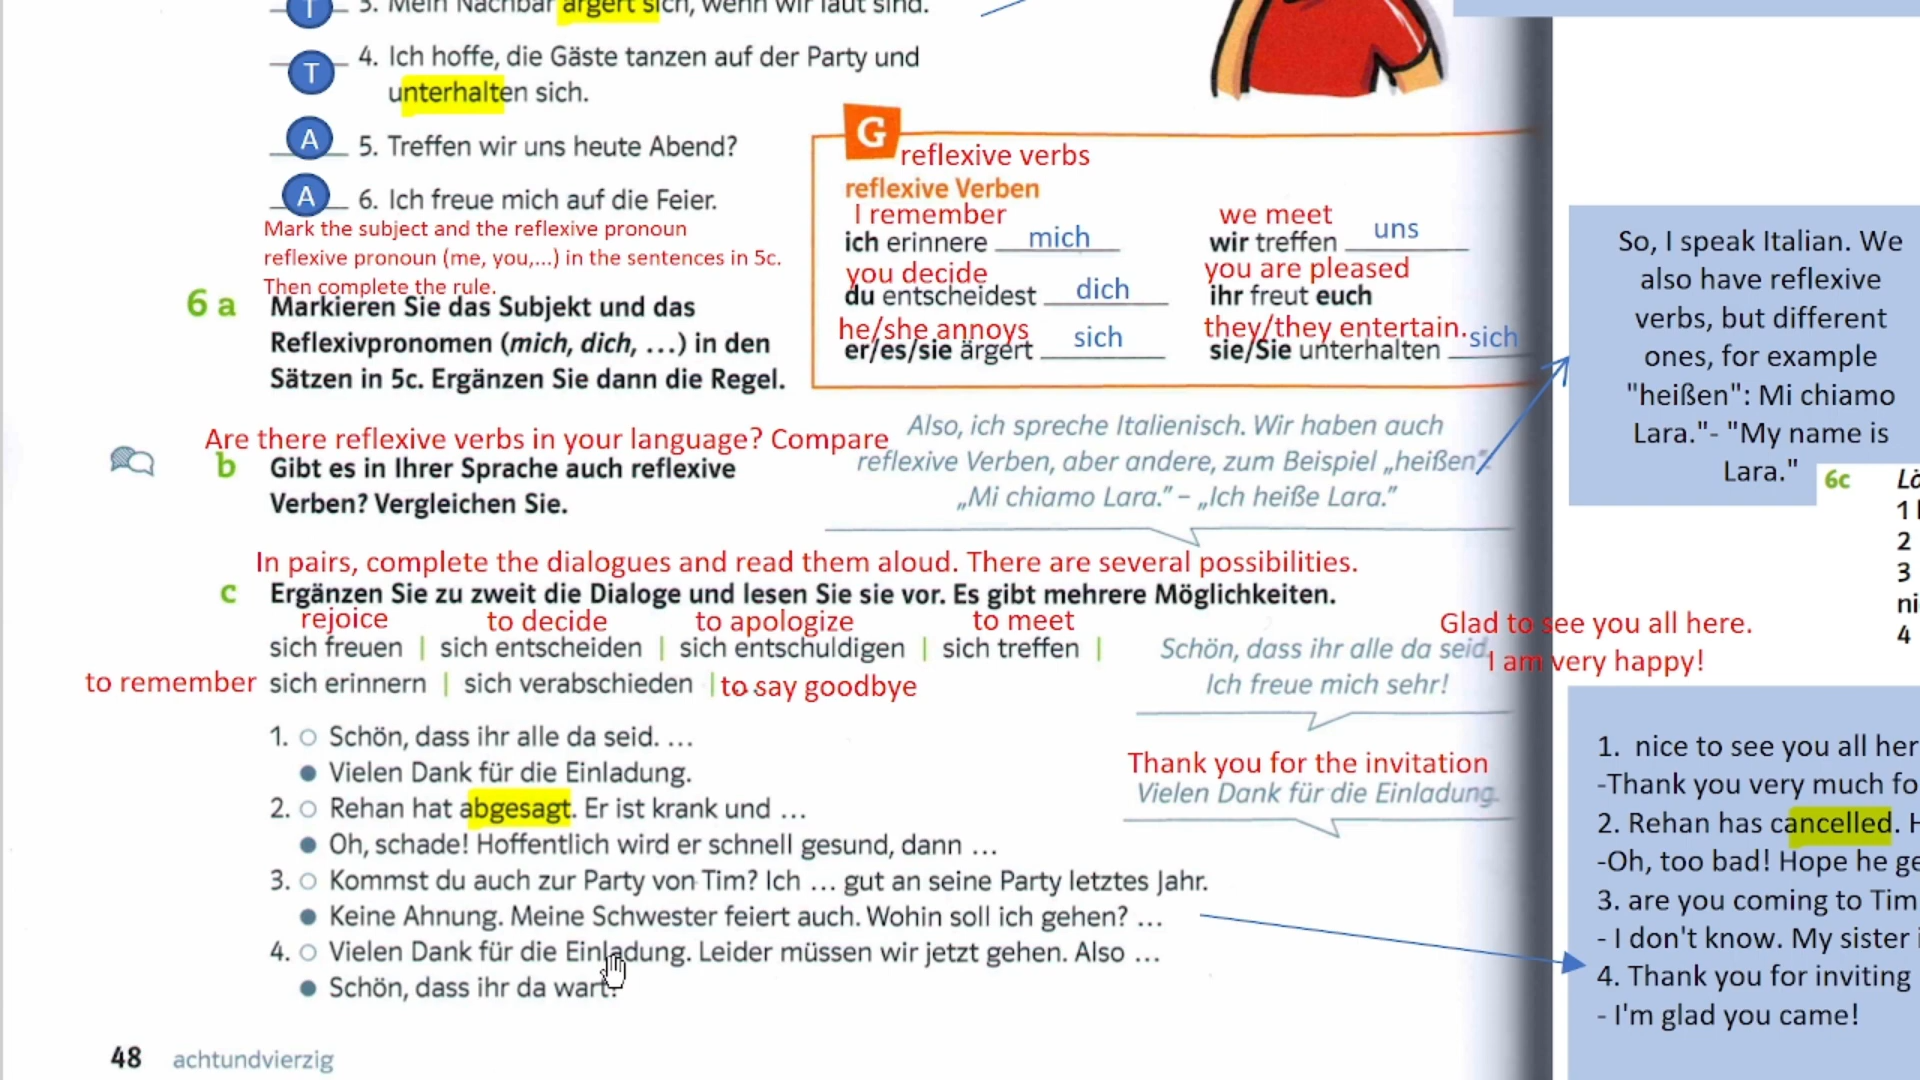 T 3. Mein Nachbar ärgert sich, wenn wir laut sind.
T 4. Ich hoffe, die Gäste tanzen auf der Party und
unterhalten sich.
A 5. Treffen wir uns heute Abend?
A 6. Ich freue mich auf die Feier.
Mark the subject and the reflexive pronoun
reflexive pronoun (me, you,...) in the sentences in 5c.
Then complete the rule.
6 a Markieren Sie das Subjekt und das
Reflexivpronomen (mich, dich, …) in den
Sätzen in 5c. Ergänzen Sie dann die Regel.
G
reflexive verbs
reflexive Verben
I remember
ich erinnere mich
you decide
du entscheidest dich
he/she annoys
er/es/sie ärgert sich
we meet
wir treffen uns
you are pleased
ihr freut euch
they/they entertain.
sie/Sie unterhalten sich
So, I speak Italian. We
also have reflexive
verbs, but different
ones, for example
"heißen": Mi chiamo
Lara."- "My name is
Lara."
Are there reflexive verbs in your language? Compare
b Gibt es in Ihrer Sprache auch reflexive
Verben? Vergleichen Sie.
Also, ich spreche Italienisch. Wir haben auch
reflexive Verben, aber andere, zum Beispiel „heißen“:
„Mi chiamo Lara.“ – „Ich heiße Lara.“
6c
1
2
3
ni
4
In pairs, complete the dialogues and read them aloud. There are several possibilities.
c Ergänzen Sie zu zweit die Dialoge und lesen Sie sie vor. Es gibt mehrere Möglichkeiten.
rejoice to decide to apologize to meet
sich freuen | sich entscheiden | sich entschuldigen | sich treffen |
to remember sich erinnern | sich verabschieden | to say goodbye
Glad to see you all here.
I am very happy!
Schön, dass ihr alle da seid.
Ich freue mich sehr!
Thank you for the invitation
Vielen Dank für die Einladung.
1. ○ Schön, dass ihr alle da seid. …
● Vielen Dank für die Einladung.
2. ○ Rehan hat abgesagt. Er ist krank und …
● Oh, schade! Hoffentlich wird er schnell gesund, dann …
3. ○ Kommst du auch zur Party von Tim? Ich … gut an seine Party letztes Jahr.
● Keine Ahnung. Meine Schwester feiert auch. Wohin soll ich gehen? …
4. ○ Vielen Dank für die Einladung. Leider müssen wir jetzt gehen. Also …
● Schön, dass ihr da wart!
1. nice to see you all her
-Thank you very much fo
2. Rehan has cancelled. H
-Oh, too bad! Hope he ge
3. are you coming to Tim
- I don't know. My sister i
4. Thank you for inviting
- I'm glad you came!
48 achtundvierzig